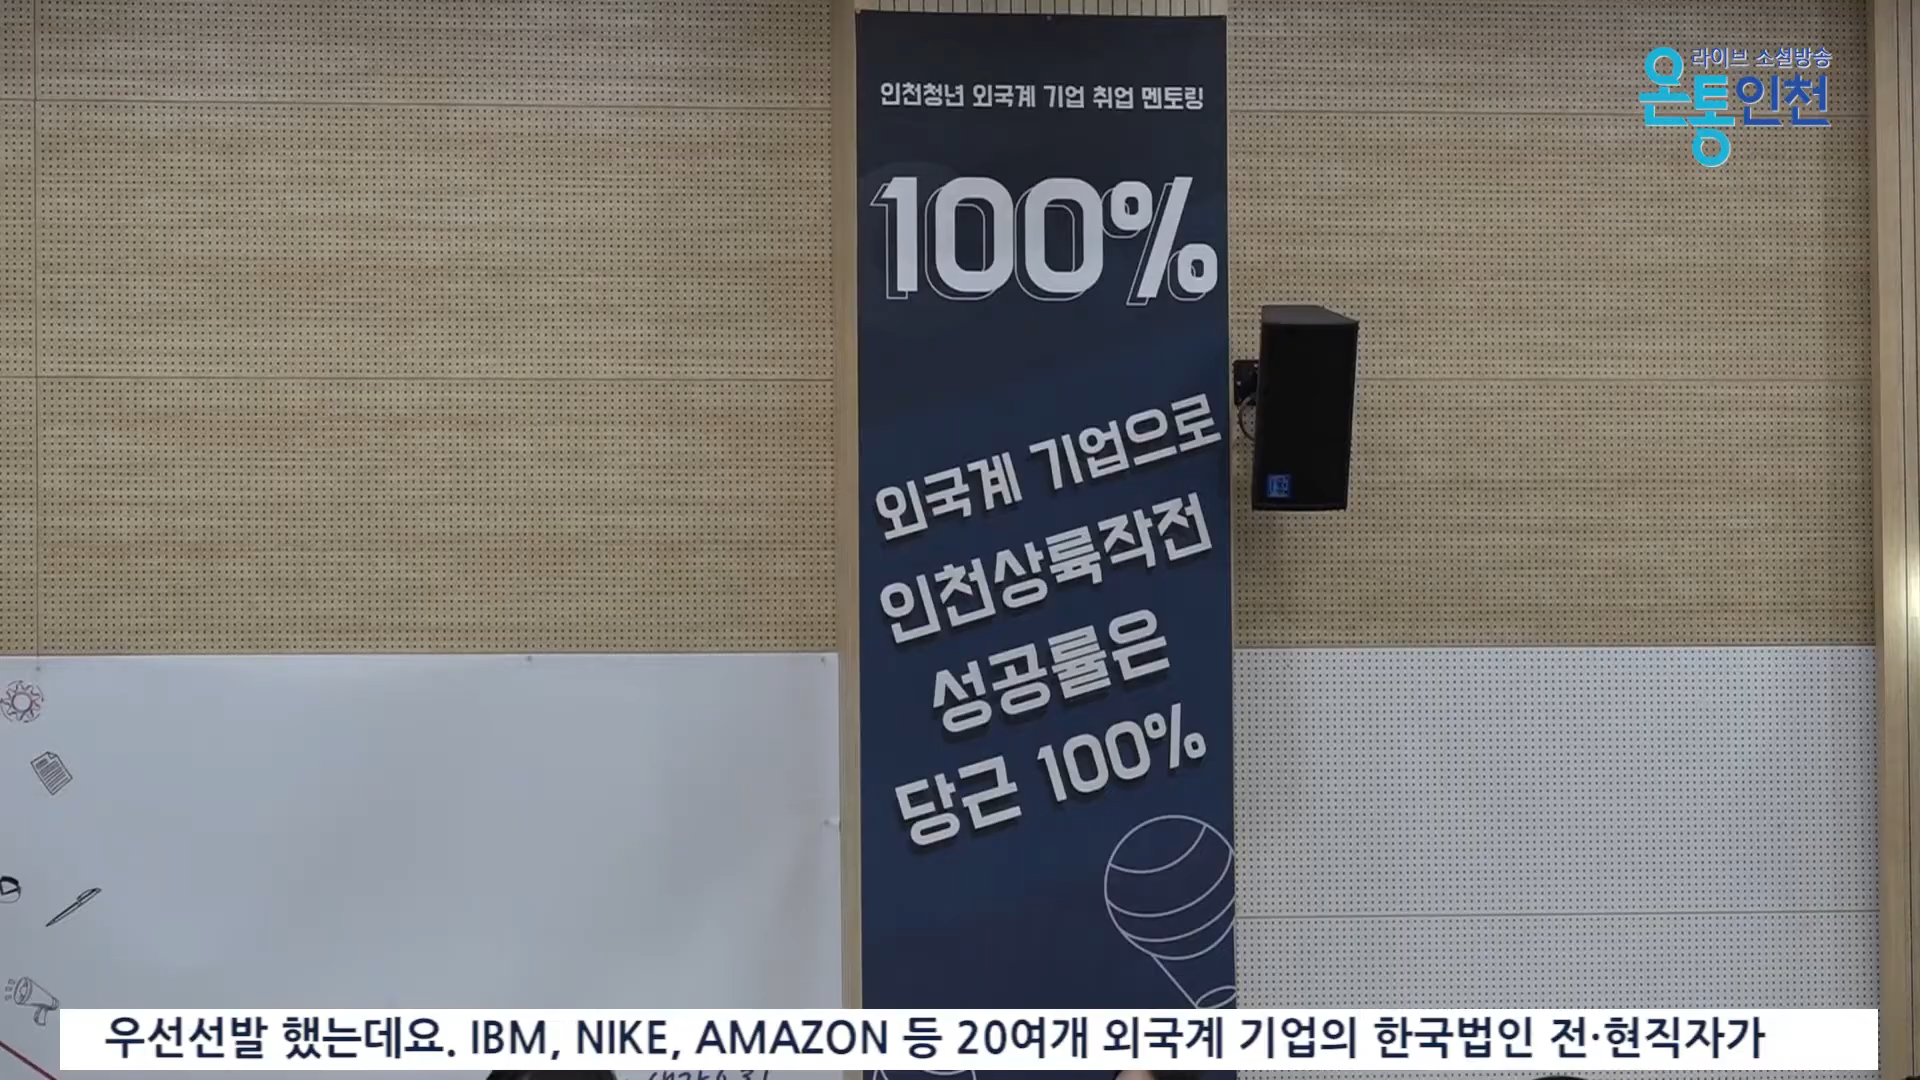 라이브 소셜방송
온통인천
인천청년 외국계 기업 취업 멘토링
100%
외국계 기업으로
인천상륙작전
성공률은
당근 100%
우선선발 했는데요. IBM, NIKE, AMAZON 등 20여개 외국계 기업의 한국법인 전·현직자가